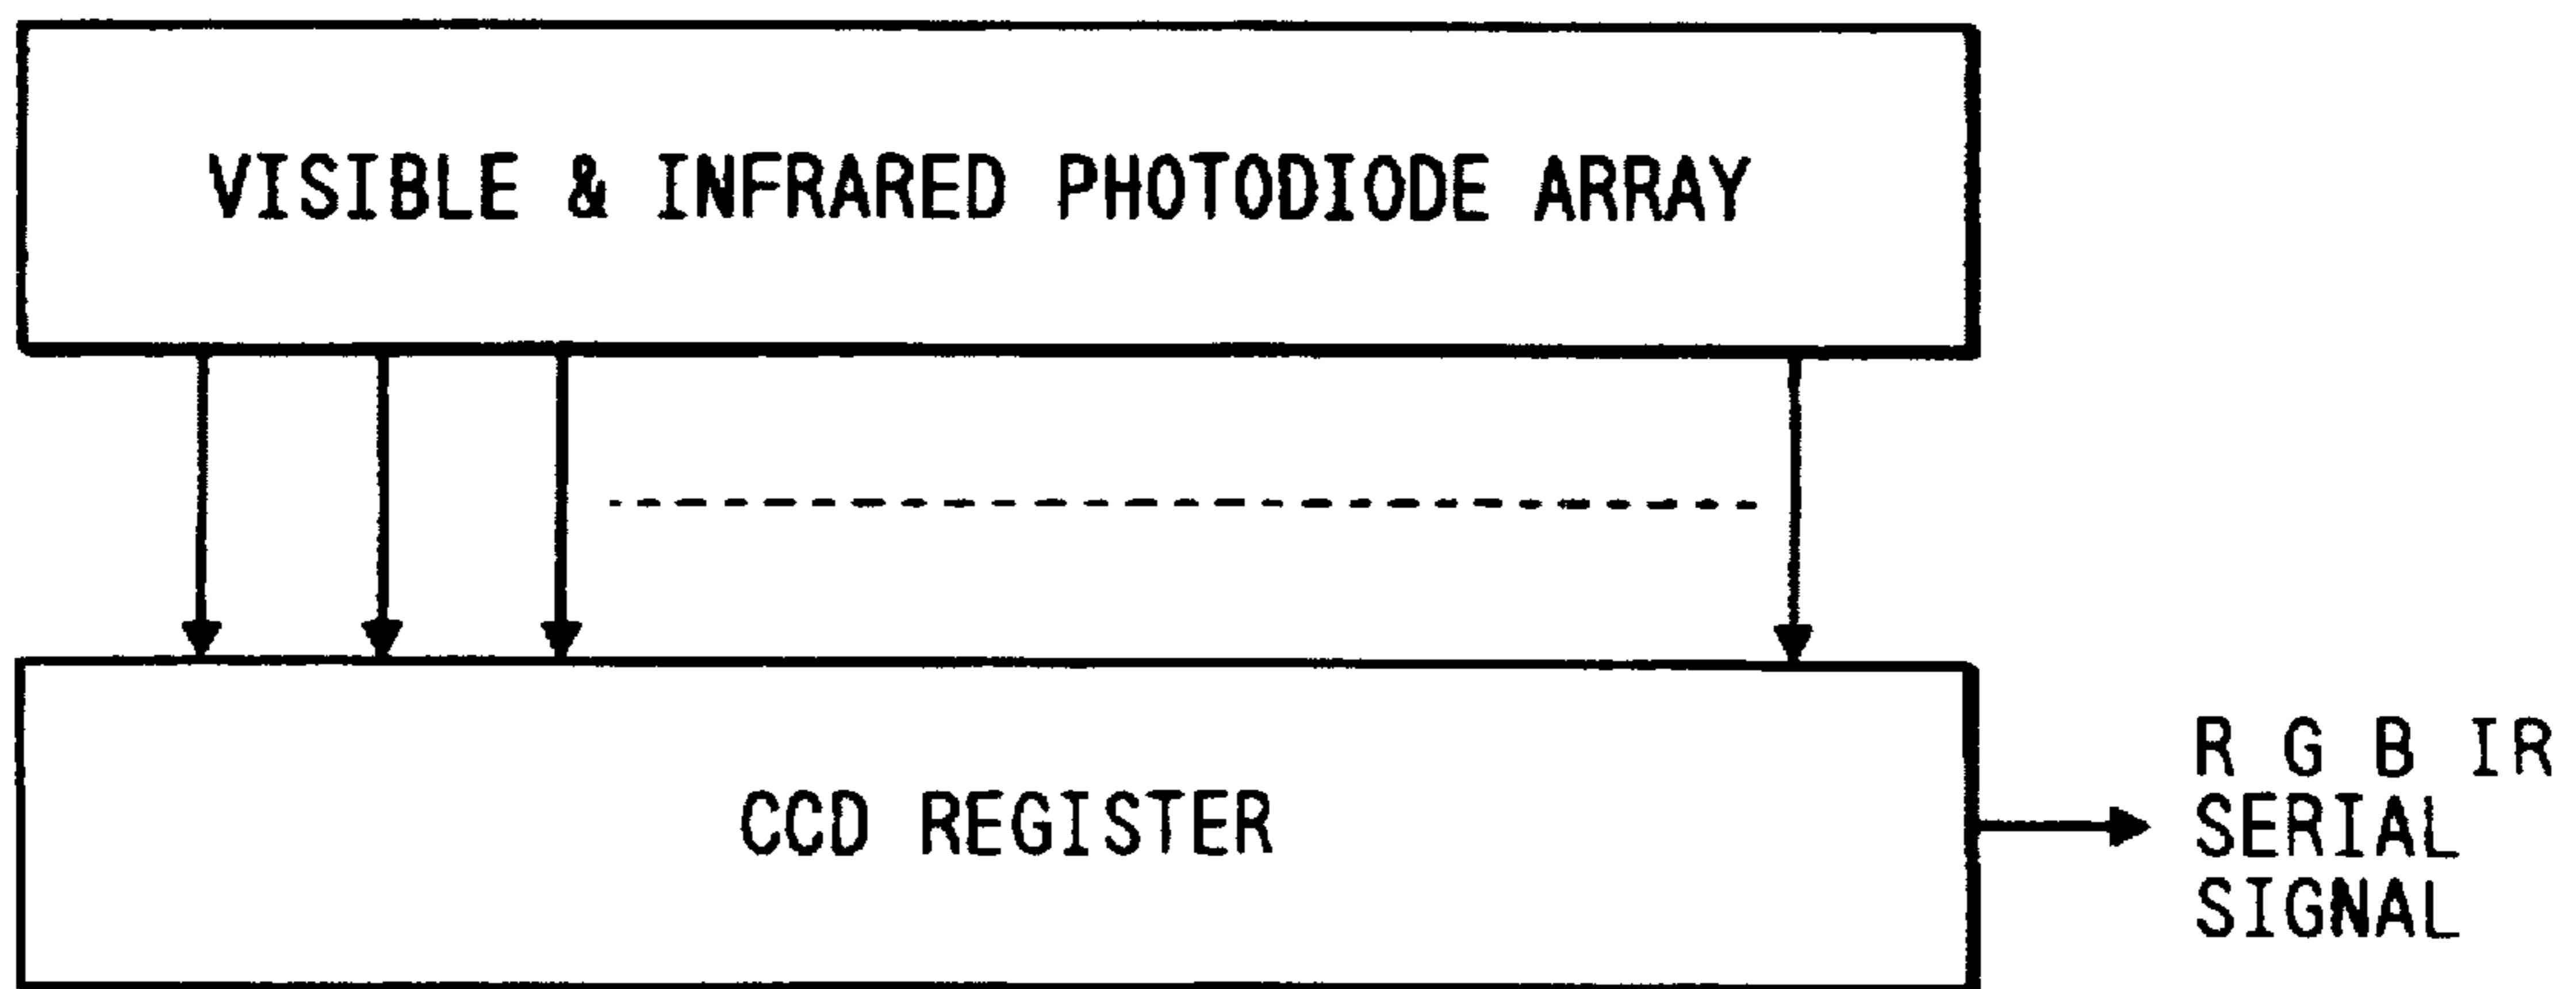 VISIBLE & INFRARED PHOTODIODE ARRAY
CCD REGISTER
R G B IR
SERIAL
SIGNAL